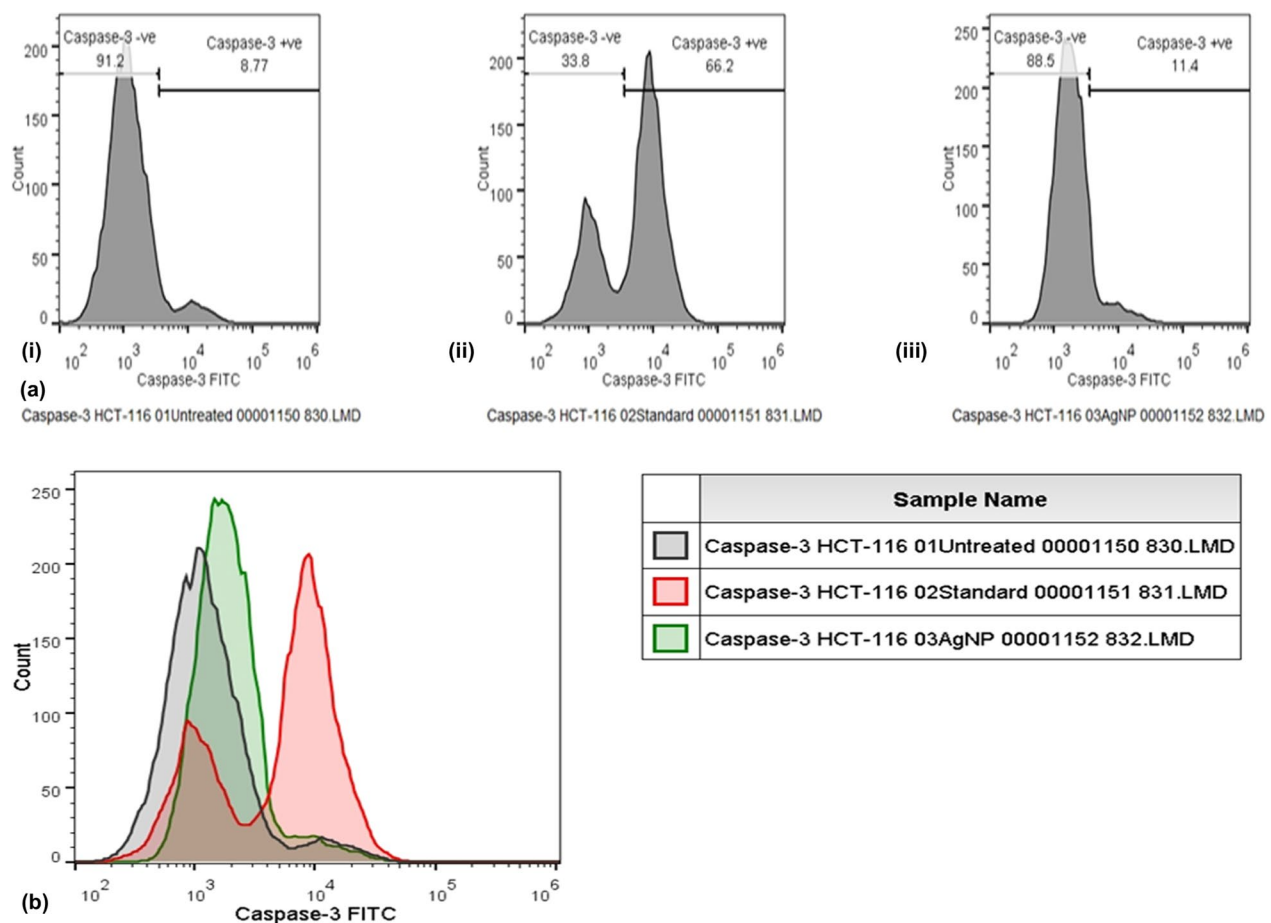 Caspase-3 -ve
91.2
Caspase-3 +ve
8.77
200
150
100
50
0
Count
10^2 10^3 10^4 10^5 10^6
Caspase-3 FITC
(i)
Caspase-3 -ve
33.8
Caspase-3 +ve
66.2
200
150
100
50
0
Count
10^2 10^3 10^4 10^5 10^6
Caspase-3 FITC
(ii)
Caspase-3 -ve
88.5
Caspase-3 +ve
11.4
250
200
150
100
50
0
Count
10^2 10^3 10^4 10^5 10^6
Caspase-3 FITC
(iii)
(a)
Caspase-3 HCT-116 01Untreated 00001150 830.LMD
Caspase-3 HCT-116 02Standard 00001151 831.LMD
Caspase-3 HCT-116 03AgNP 00001152 832.LMD
250
200
150
100
50
0
Count
10^2 10^3 10^4 10^5 10^6
Caspase-3 FITC
(b)
Sample Name
Caspase-3 HCT-116 01Untreated 00001150 830.LMD
Caspase-3 HCT-116 02Standard 00001151 831.LMD
Caspase-3 HCT-116 03AgNP 00001152 832.LMD